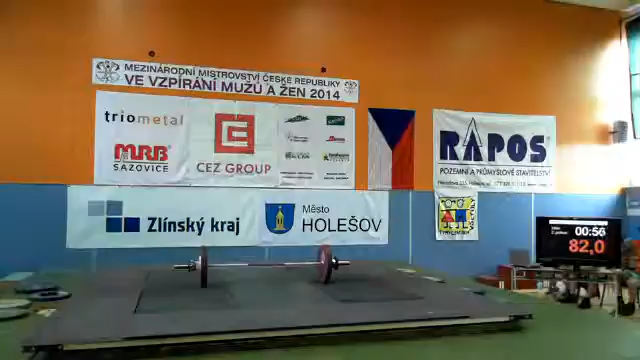 MEZINÁRODNÍ MISTROVSTVÍ ČESKÉ REPUBLIKY
VE VZPÍRÁNÍ MUŽŮ A ŽEN 2014
triometal
MRB
SAZOVICE
CEZ GROUP
RAPOS
POZEMNÍ A PRŮMYSLOVÉ STAVITELSTVÍ
Zlínský kraj
Město
HOLEŠOV
00:56
82,0